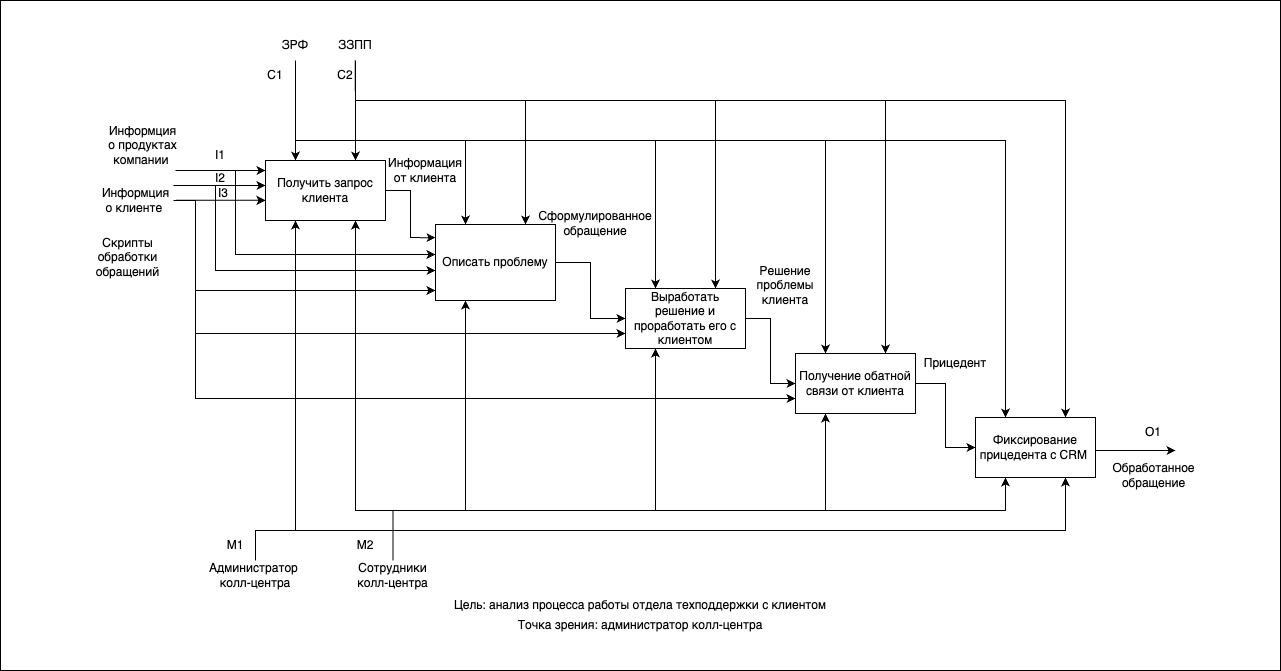 ЗРФ
ЗЗПП
C1
C2
Информция
о продуктах
компании
I1
I2
Информция
о клиенте
I3
Скрипты
обработки
обращений
Получить запрос
клиента
Информация
от клиента
Описать проблему
Сформулированное
обращение
Выработать
решение и
проработать его с
клиентом
Решение
проблемы
клиента
Получение обатной
связи от клиента
Прицедент
Фиксирование
прицедента с CRM
O1
Обработанное
обращение
M1
Администратор
колл-центра
M2
Сотрудники
колл-центра
Цель: анализ процесса работы отдела техподдержки с клиентом
Точка зрения: администратор колл-центра